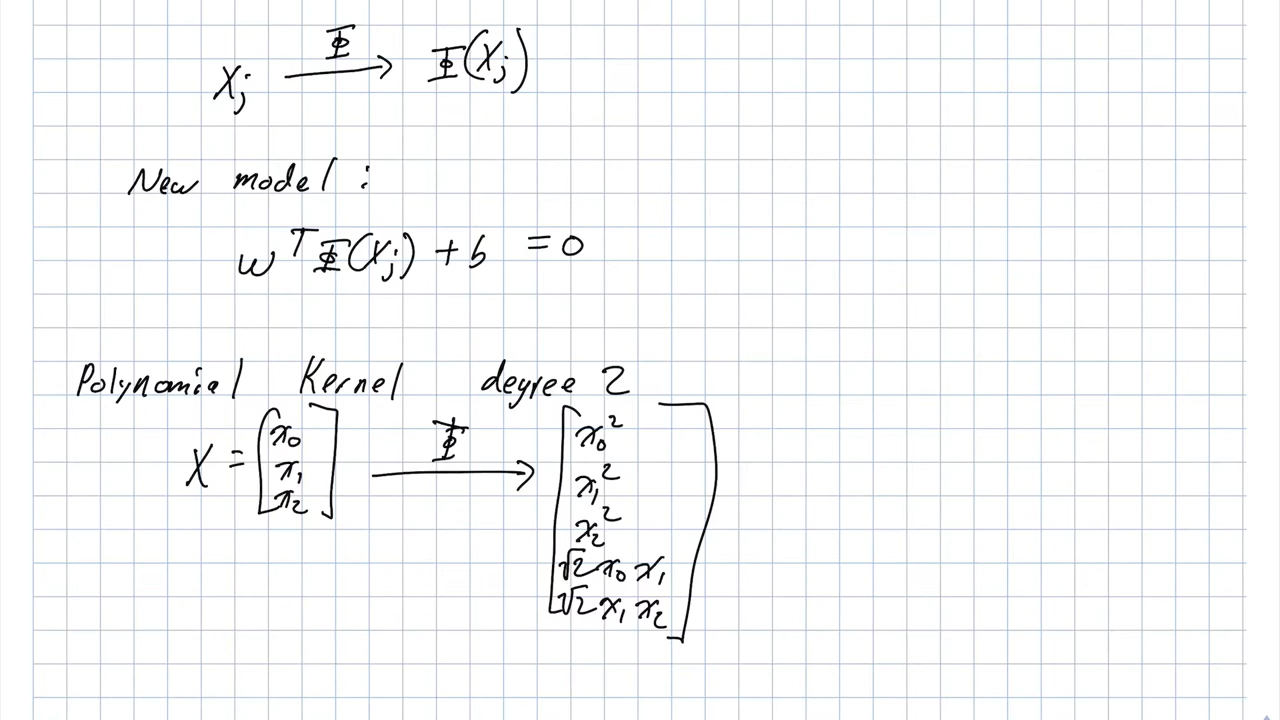 Φ
X_j ⟶ Φ(X_j)
New model :
w^T Φ(X_j) + b = 0
Polynomial Kernel degree 2
X = [x_0 x_1 x_2] ⟶ Φ [x_0^2
x_1^2
x_2^2
√2 x_0 x_1
√2 x_1 x_2]